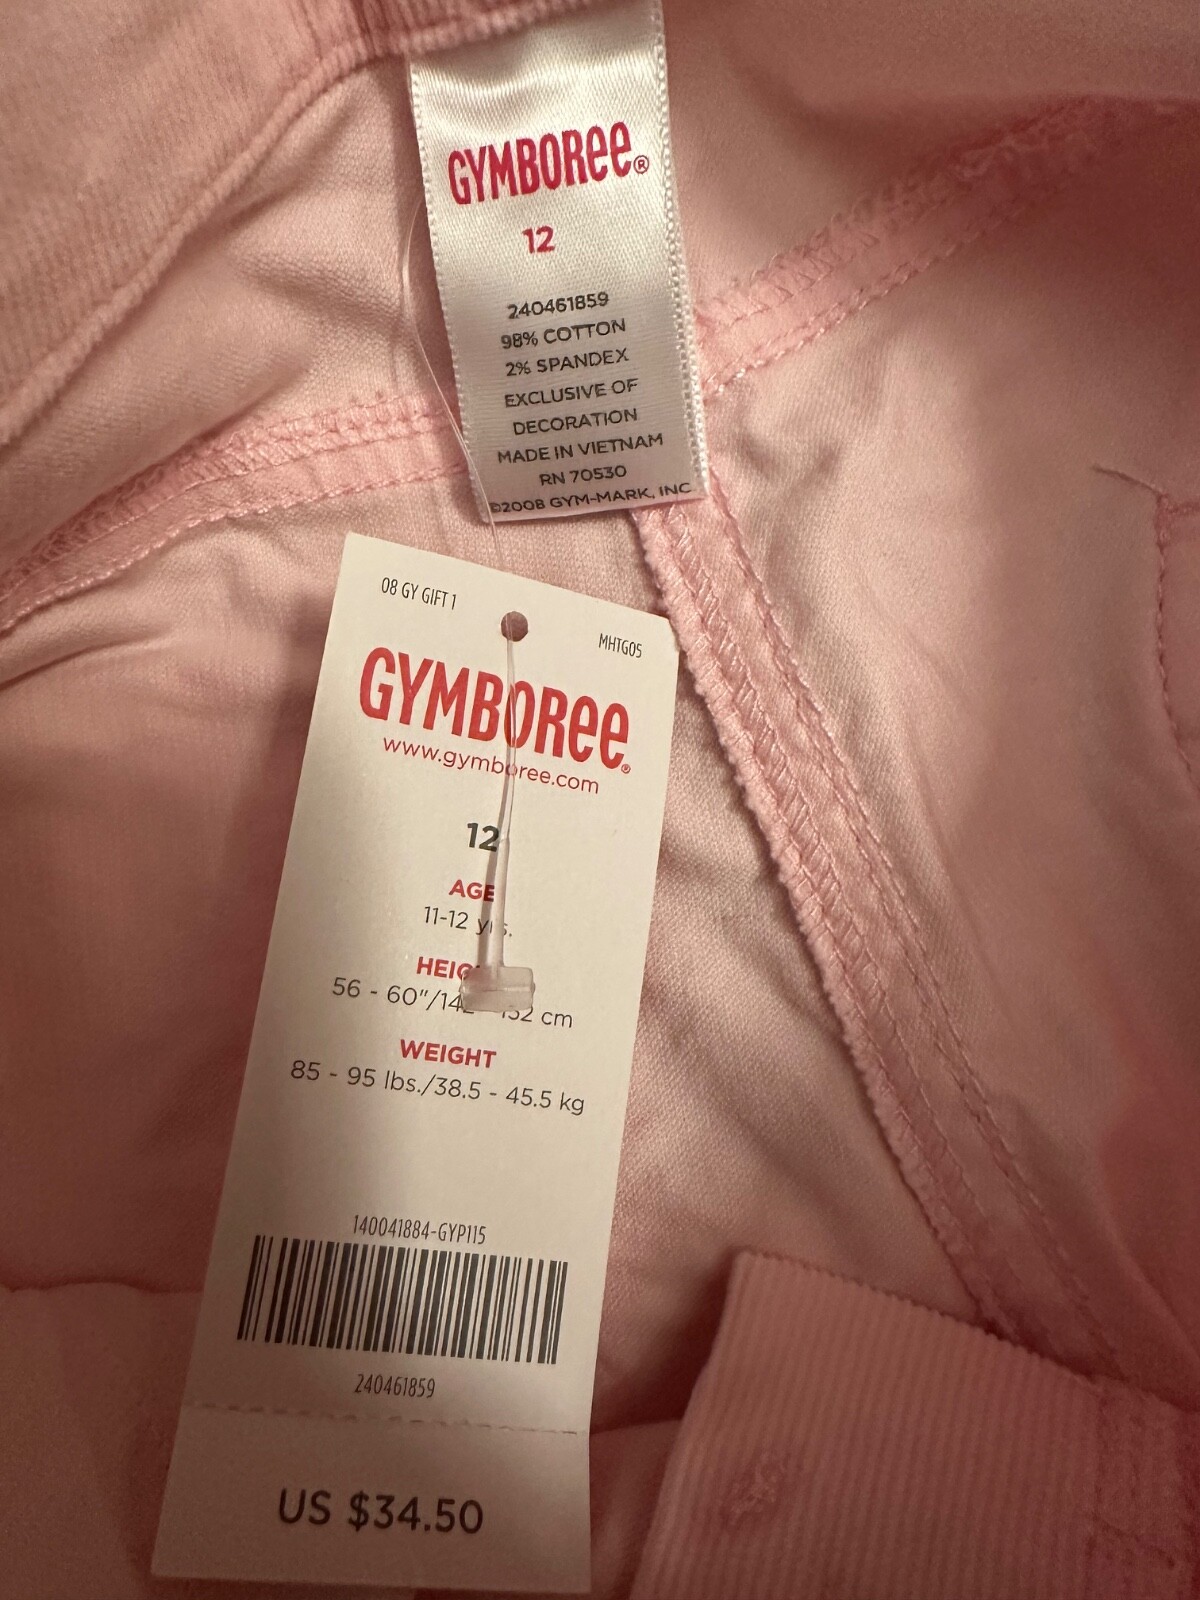 GYMBOREE®
12
240461859
98% COTTON
2% SPANDEX
EXCLUSIVE OF
DECORATION
MADE IN VIETNAM
RN 70530
©2008 GYM-MARK, INC
08 GY GIFT 1
MHTG05
GYMBOREE®
www.gymboree.com
12
AGE
11-12
56 - 60"/ cm
WEIGHT
85 - 95 lbs./38.5 - 45.5 kg
140041884-GYP115
240461859
US $34.50